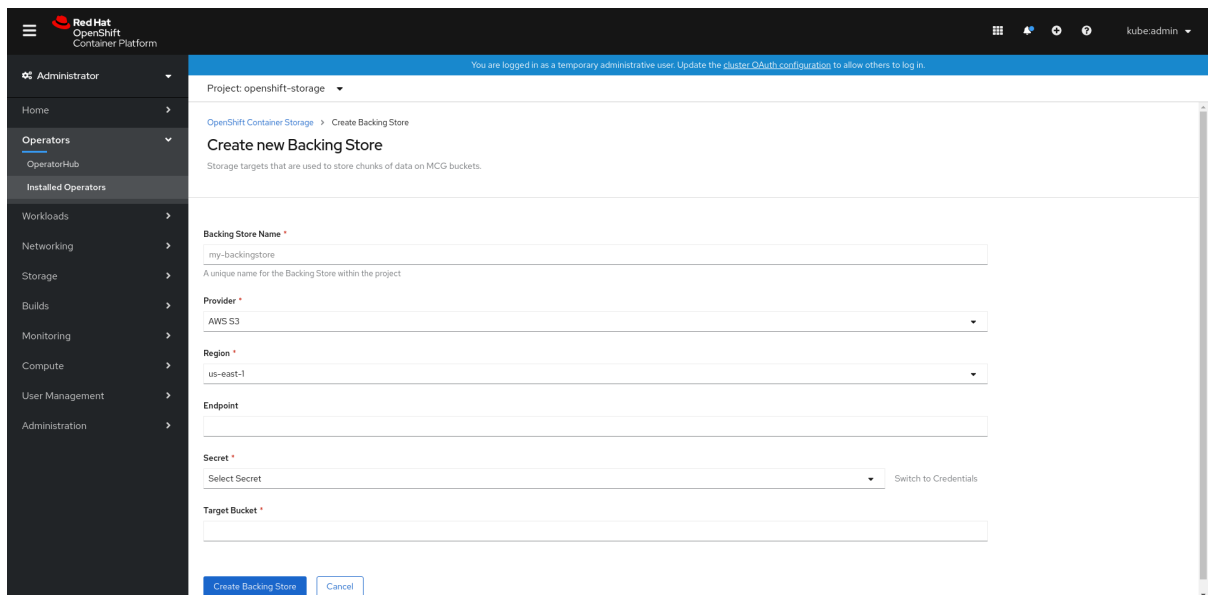 Red Hat
OpenShift
Container Platform
kube:admin
Administrator
You are logged in as a temporary administrative user. Update the cluster OAuth configuration to allow others to log in.
Project: openshift-storage
Home
Operators
OperatorHub
Installed Operators
Workloads
Networking
Storage
Builds
Monitoring
Compute
User Management
Administration
OpenShift Container Storage > Create Backing Store
Create new Backing Store
Storage targets that are used to store chunks of data on MCG buckets.
Backing Store Name *
my-backingstore
A unique name for the Backing Store within the project
Provider *
AWS S3
Region *
us-east-1
Endpoint
Secret *
Select Secret
Switch to Credentials
Target Bucket *
Create Backing Store
Cancel